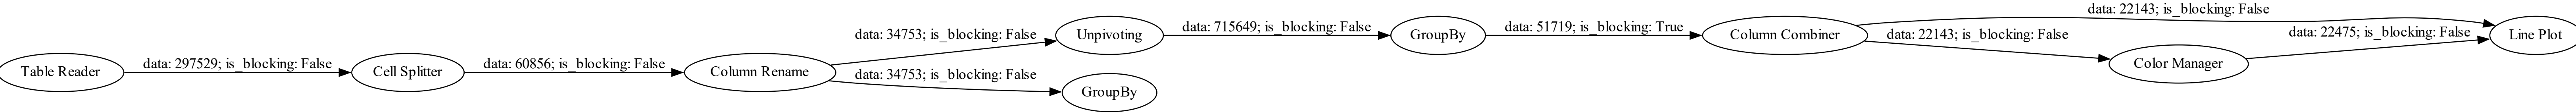 Table Reader
data: 297529; is_blocking: False
Cell Splitter
data: 60856; is_blocking: False
Column Rename
data: 34753; is_blocking: False
Unpivoting
data: 34753; is_blocking: False
GroupBy
data: 715649; is_blocking: False
GroupBy
data: 51719; is_blocking: True
Column Combiner
data: 22143; is_blocking: False
data: 22143; is_blocking: False
Color Manager
data: 22475; is_blocking: False
Line Plot